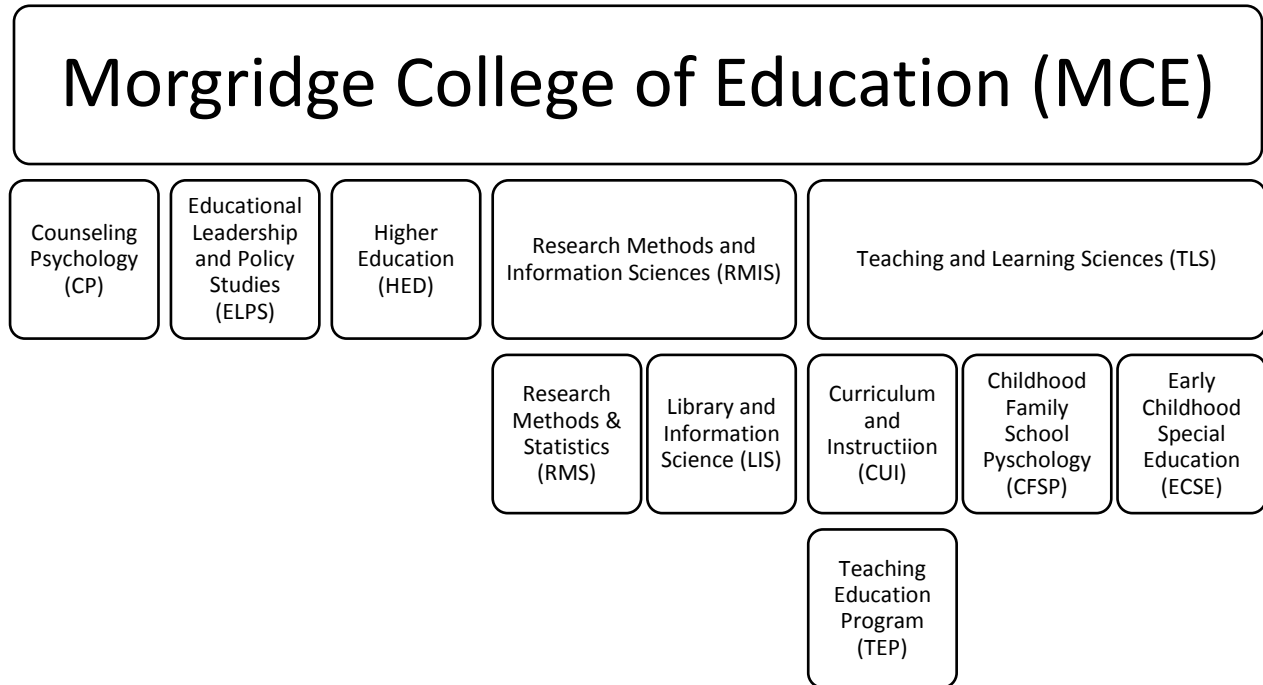 Morgridge College of Education (MCE)
Counseling
Psychology
(CP)
Educational
Leadership
and Policy
Studies
(ELPS)
Higher
Education
(HED)
Research Methods and
Information Sciences (RMIS)
Teaching and Learning Sciences (TLS)
Research
Methods &
Statistics
(RMS)
Library and
Information
Science (LIS)
Curriculum
and
Instructiion
(CUI)
Childhood
Family
School
Pyschology
(CFSP)
Early
Childhood
Special
Education
(ECSE)
Teaching
Education
Program
(TEP)